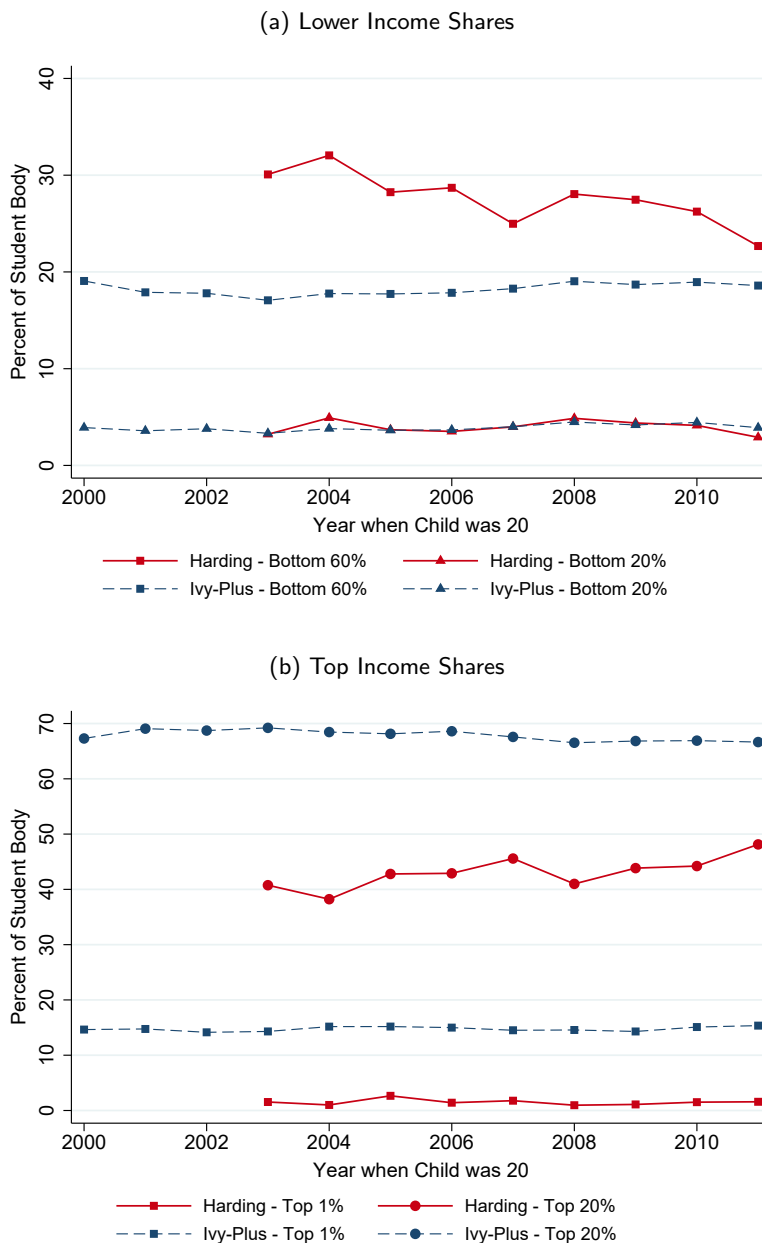 (a) Lower Income Shares
Percent of Student Body
40
30
20
10
0
2000 2002 2004 2006 2008 2010
Year when Child was 20
Harding - Bottom 60% Harding - Bottom 20%
Ivy-Plus - Bottom 60% Ivy-Plus - Bottom 20%
(b) Top Income Shares
Percent of Student Body
70
60
50
40
30
20
10
0
2000 2002 2004 2006 2008 2010
Year when Child was 20
Harding - Top 1% Harding - Top 20%
Ivy-Plus - Top 1% Ivy-Plus - Top 20%